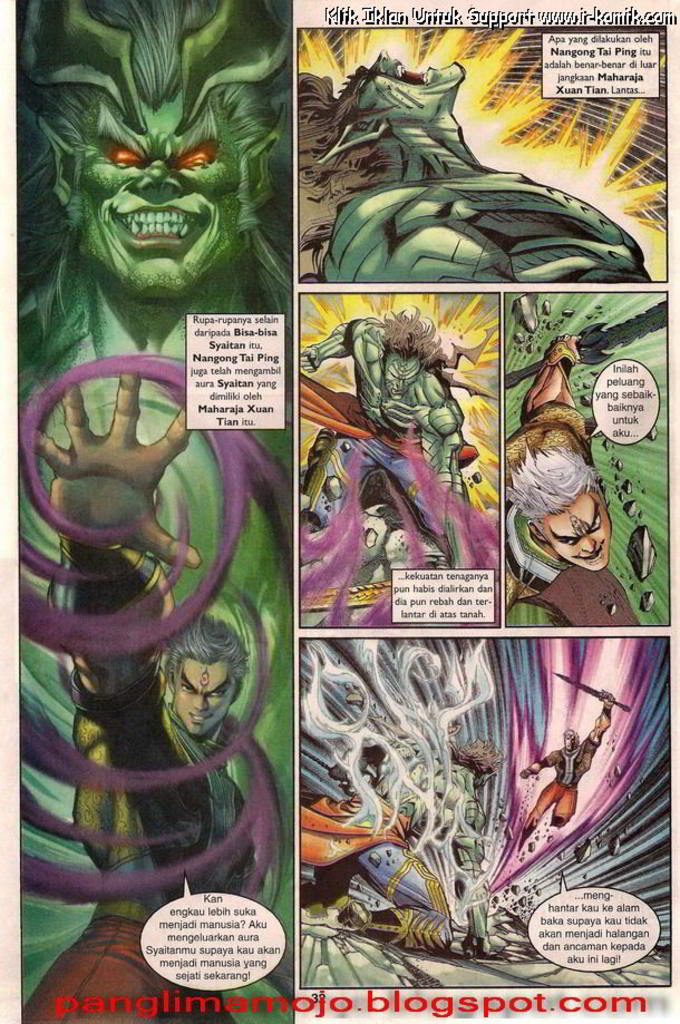 Klik Iklan Untuk Support www.ir-komik.com
Rupa-rupanya selain
daripada Bisa-bisa
Syaitan itu,
Nangong Tai Ping
juga telah mengambil
aura Syaitan yang
dimiliki oleh
Maharaja Xuan
Tian itu.
Kan
engkau lebih suka
menjadi manusia? Aku
mengeluarkan aura
Syaitanmu supaya kau akan
menjadi manusia yang
sejati sekarang!
Apa yang dilakukan oleh
Nangong Tai Ping itu
adalah benar-benar di luar
jangkaan Maharaja
Xuan Tian. Lantas...
...kekuatan tenaganya
pun habis dialirkan dan
dia pun rebah dan ter-
lantar di atas tanah.
Inilah
peluang
yang sebaik-
baiknya
untuk
aku...
...meng-
hantar kau ke alam
baka supaya kau tidak
akan menjadi halangan
dan ancaman kepada
aku ini lagi!
panglimamojo.blogspot.com